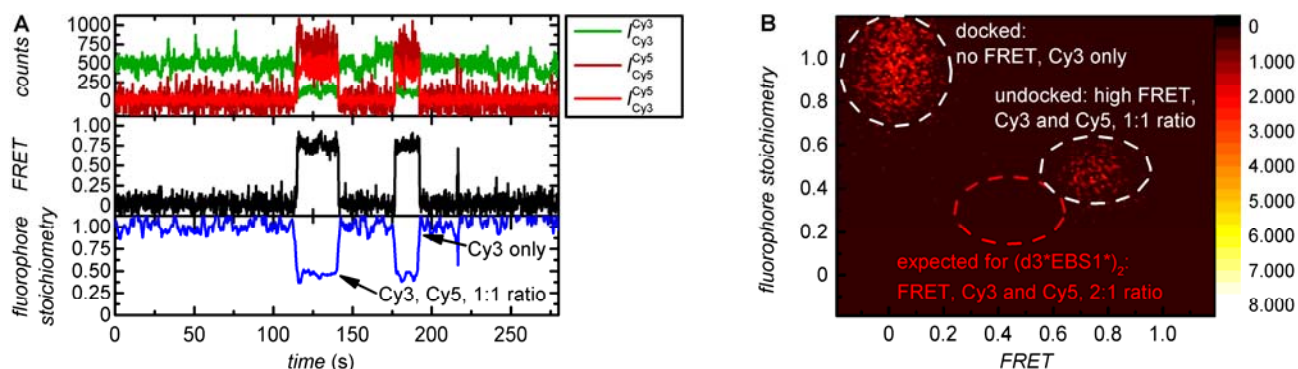 A
counts
1000
750
500
250
0
I Cy3 Cy3
I Cy5 Cy5
I Cy5 Cy3
FRET
1.00
0.75
0.50
0.25
0.00
fluorophore
stoichiometry
1.00
0.75
0.50
0.25
Cy3 only
Cy3, Cy5, 1:1 ratio
0 50 100 150 200 250
time (s)
B
fluorophore stoichiometry
1.0
0.8
0.6
0.4
0.2
0
docked:
no FRET, Cy3 only
undocked: high FRET,
Cy3 and Cy5, 1:1 ratio
expected for (d3*EBS1*)₂:
FRET, Cy3 and Cy5, 2:1 ratio
0 0.2 0.4 0.6 0.8 1.0
FRET
0
1.000
2.000
3.000
4.000
5.000
6.000
7.000
8.000